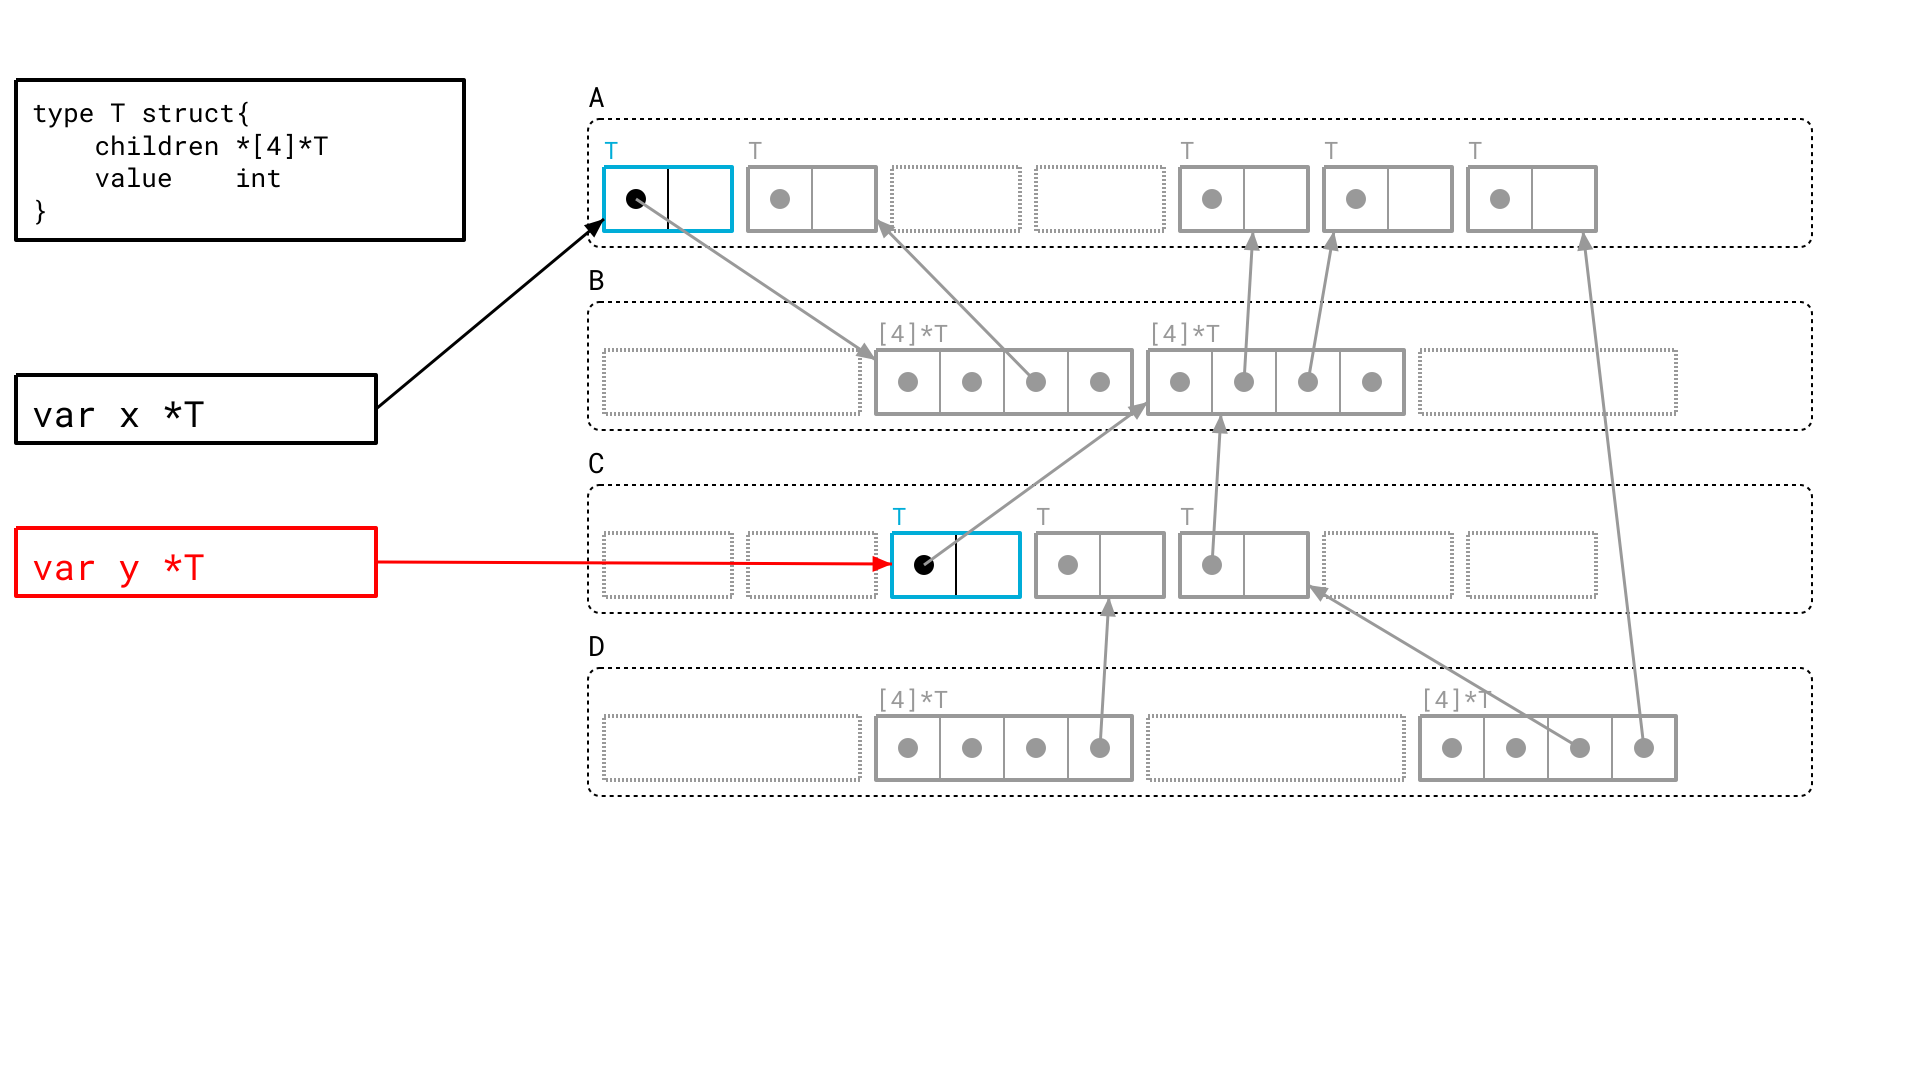 type T struct{
    children *[4]*T
    value    int
}
var x *T
var y *T
A
T T T T T
B
[4]*T [4]*T
C
T T T
D
[4]*T [4]*T